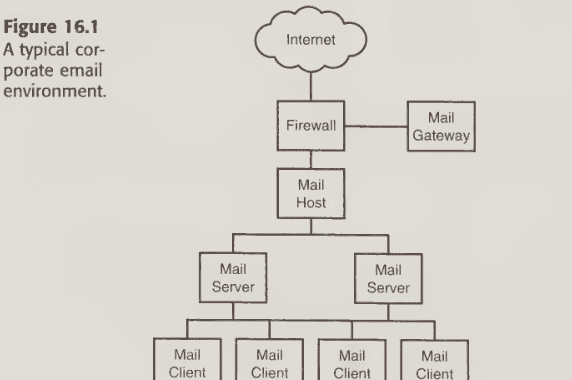 Figure 16.1
A typical cor-
porate email
environment.
Internet
Firewall
Mail
Gateway
Mail
Host
Mail
Server
Mail
Server
Mail
Client
Mail
Client
Mail
Client
Mail
Client